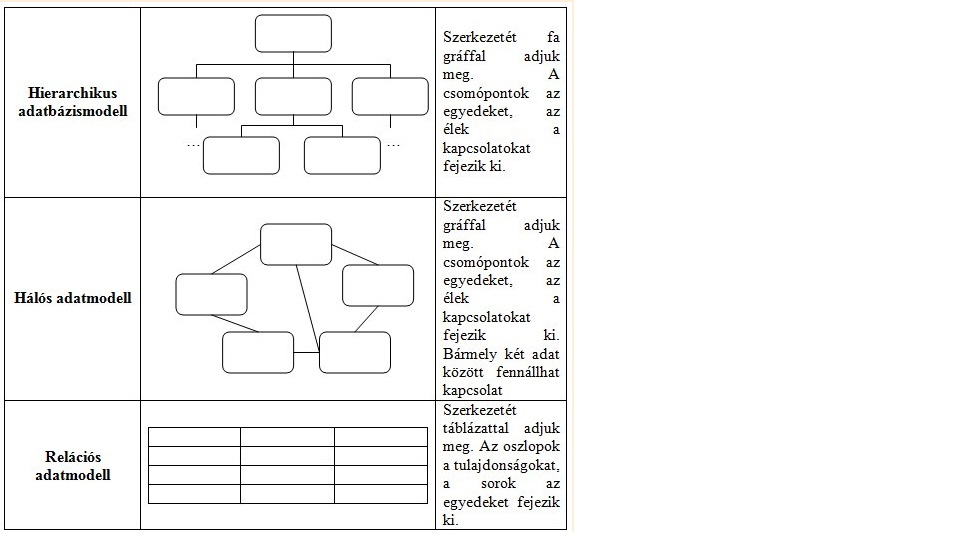 Hierarchikus
adatbázismodell
...
...
Szerkezetét fa
gráffal adjuk
meg. A
csomópontok az
egyedeket, az
élek a
kapcsolatokat
fejezik ki.
Hálós adatmodell
Szerkezetét
gráffal adjuk
meg. A
csomópontok az
egyedeket, az
élek a
kapcsolatokat
fejezik ki.
Bármely két adat
között fennállhat
kapcsolat
Relációs
adatmodell
Szerkezetét
táblázattal adjuk
meg. Az oszlopok
a tulajdonságokat,
a sorok az
egyedeket fejezik
ki.